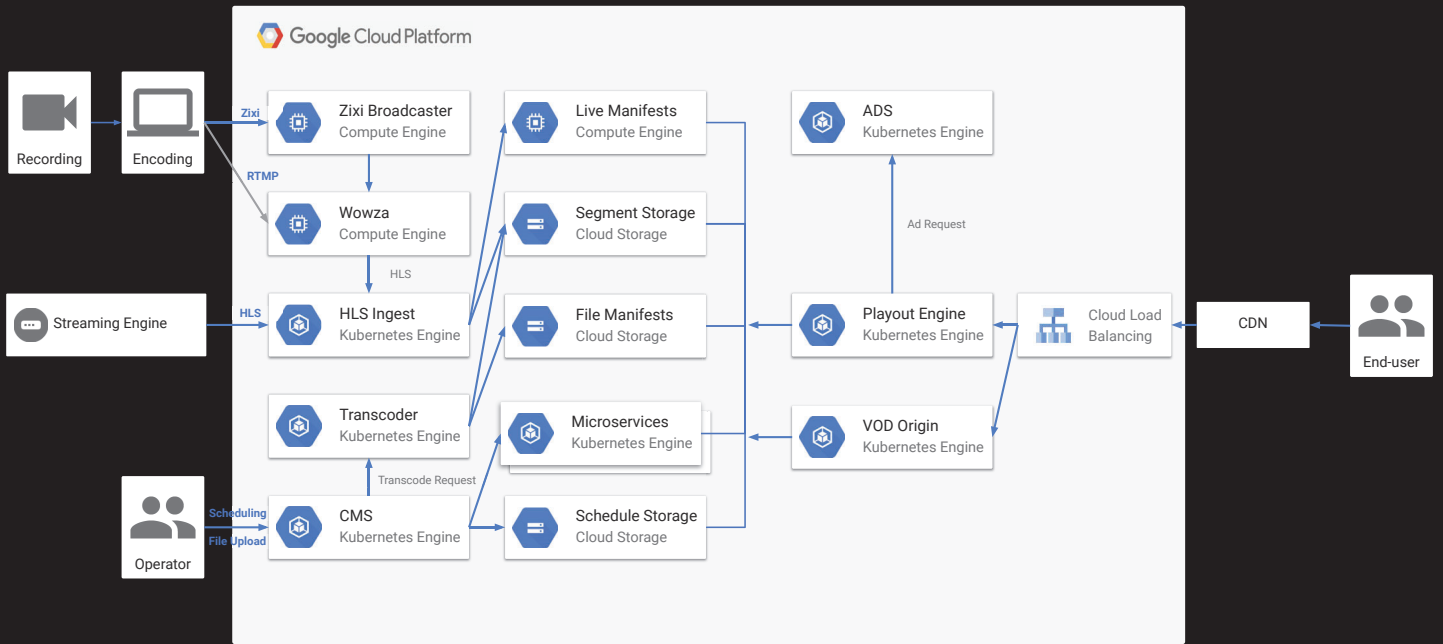 Google Cloud Platform
Recording
Encoding
Zixi
RTMP
Zixi Broadcaster
Compute Engine
Live Manifests
Compute Engine
ADS
Kubernetes Engine
Wowza
Compute Engine
Segment Storage
Cloud Storage
Ad Request
HLS
Streaming Engine
HLS
HLS Ingest
Kubernetes Engine
File Manifests
Cloud Storage
Playout Engine
Kubernetes Engine
Cloud Load
Balancing
CDN
End-user
Transcoder
Kubernetes Engine
Microservices
Kubernetes Engine
VOD Origin
Kubernetes Engine
Transcode Request
Operator
Scheduling
File Upload
CMS
Kubernetes Engine
Schedule Storage
Cloud Storage